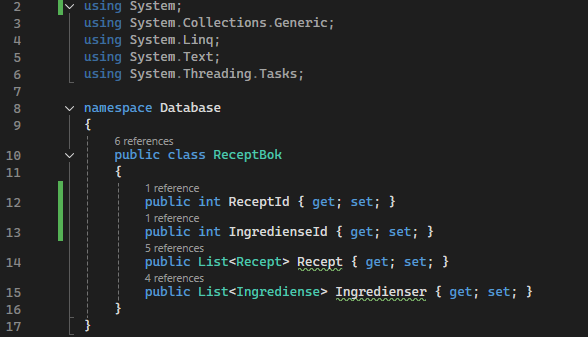 2 using System;
3 using System.Collections.Generic;
4 using System.Linq;
5 using System.Text;
6 using System.Threading.Tasks;
7
8 namespace Database
9 {
6 references
10 public class ReceptBok
11 {
1 reference
12 public int ReceptId { get; set; }
1 reference
13 public int IngredienseId { get; set; }
5 references
14 public List<Recept> Recept { get; set; }
4 references
15 public List<Ingrediense> Ingredienser { get; set; }
16 }
17 }